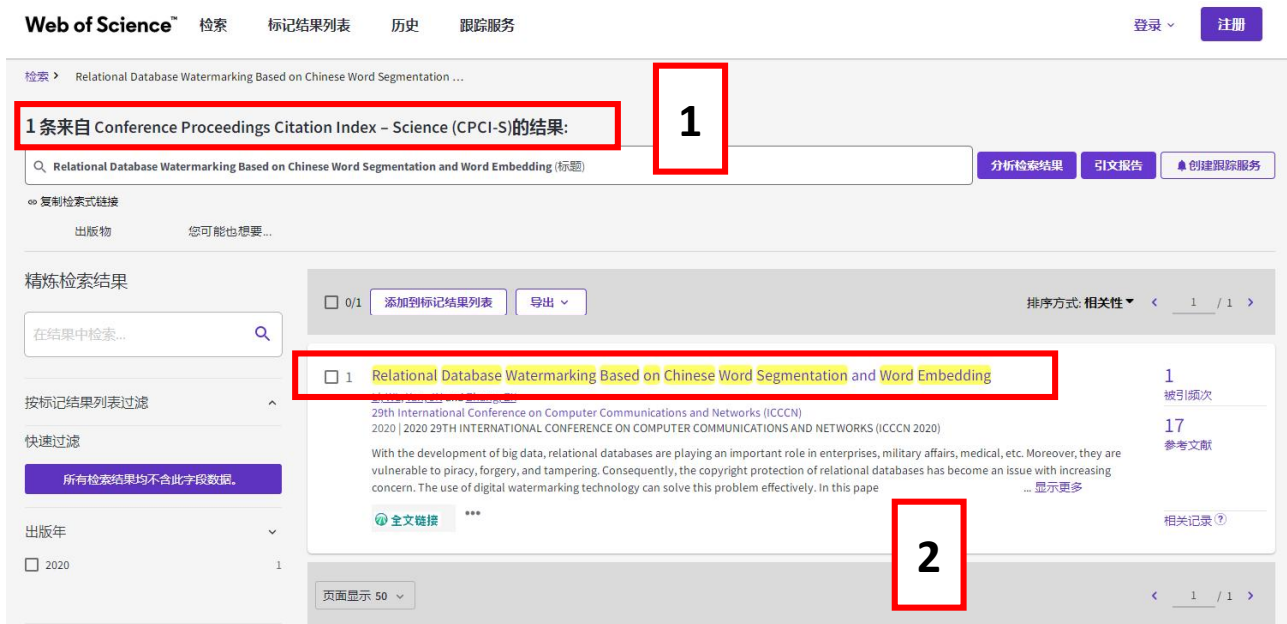 Web of Science™ 检索 标记结果列表 历史 跟踪服务 登录 注册
检索 > Relational Database Watermarking Based on Chinese Word Segmentation ...
1 条来自 Conference Proceedings Citation Index – Science (CPCI-S)的结果:
1
Relational Database Watermarking Based on Chinese Word Segmentation and Word Embedding (标题) 分析检索结果 引文报告 创建跟踪服务
复制检索式链接
出版物 您可能也想要...
精炼检索结果
0/1 添加到标记结果列表 导出 排序方式: 相关性 < 1 / 1 >
在结果中检索...
1 Relational Database Watermarking Based on Chinese Word Segmentation and Word Embedding 1
按标记结果列表过滤 被引频次
29th International Conference on Computer Communications and Networks (ICCCN)
2020 | 2020 29TH INTERNATIONAL CONFERENCE ON COMPUTER COMMUNICATIONS AND NETWORKS (ICCCN 2020) 17
快速过滤 参考文献
With the development of big data, relational databases are playing an important role in enterprises, military affairs, medical, etc. Moreover, they are
vulnerable to piracy, forgery, and tampering. Consequently, the copyright protection of relational databases has become an issue with increasing
所有检索结果均不含此字段数据。
concern. The use of digital watermarking technology can solve this problem effectively. In this pape ... 显示更多
全文链接 ••• 相关记录 ?
出版年
2
2020 1
页面显示 50 < 1 / 1 >